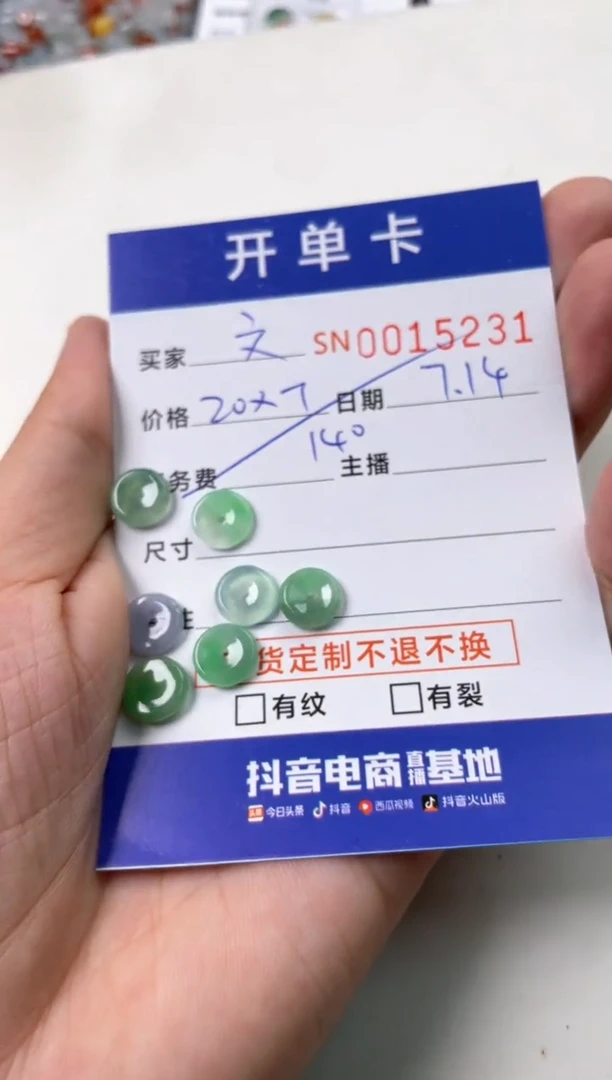 开单卡
买家 文 SN0015231
价格 20x7 日期 7.14
务费 140 主播
尺寸
货定制不退不换
有纹 有裂
抖音电商直播基地
头条 今日头条 抖音 西瓜视频 抖音火山版